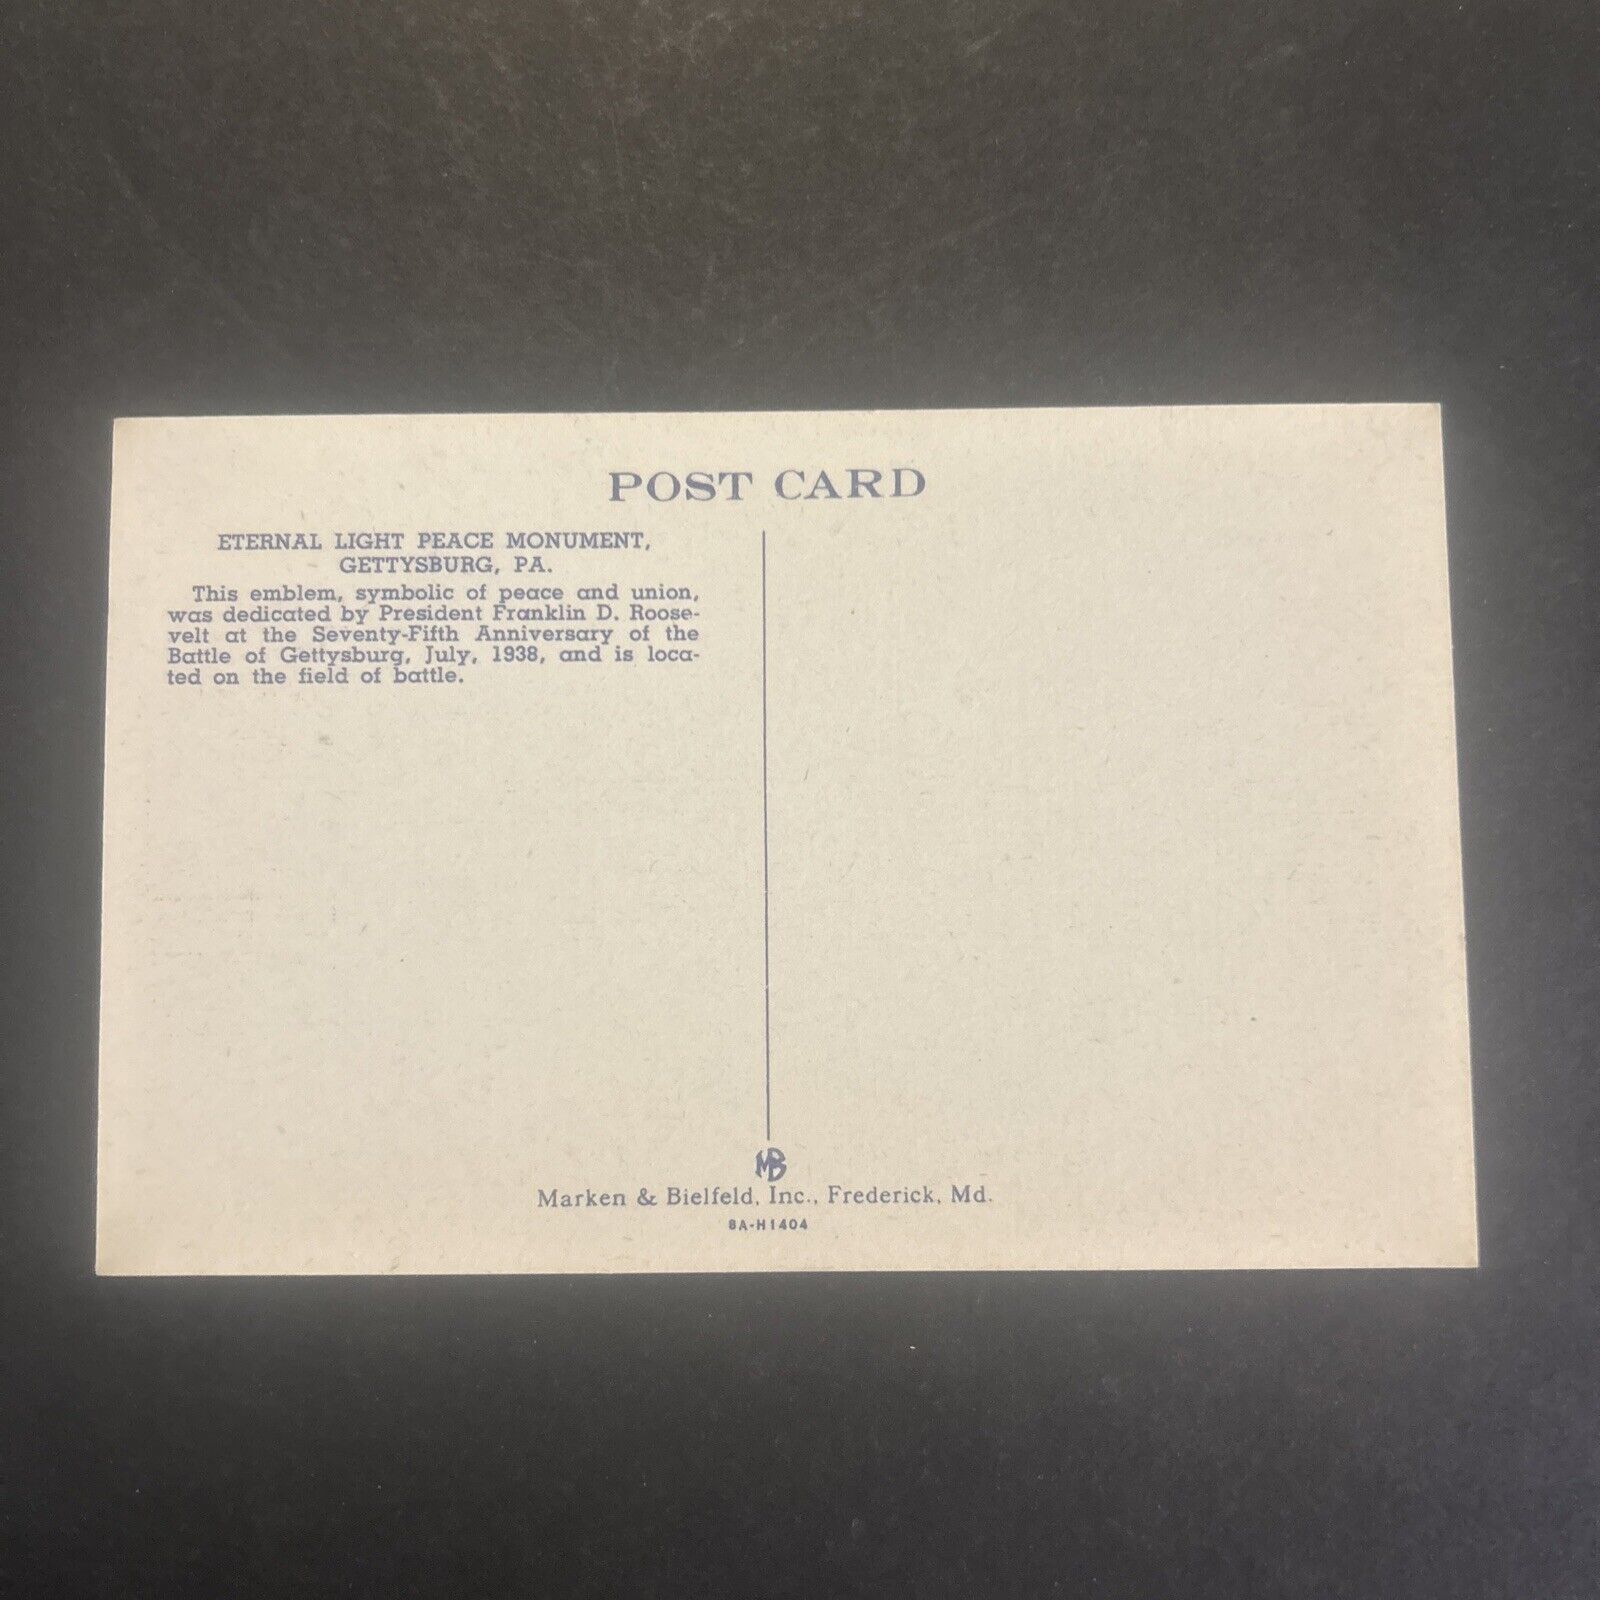 POST CARD
ETERNAL LIGHT PEACE MONUMENT,
GETTYSBURG, PA.
This emblem, symbolic of peace and union,
was dedicated by President Franklin D. Roose-
velt at the Seventy-Fifth Anniversary of the
Battle of Gettysburg, July, 1938, and is loca-
ted on the field of battle.
MB
Marken & Bielfeld, Inc., Frederick, Md.
8A-H1404